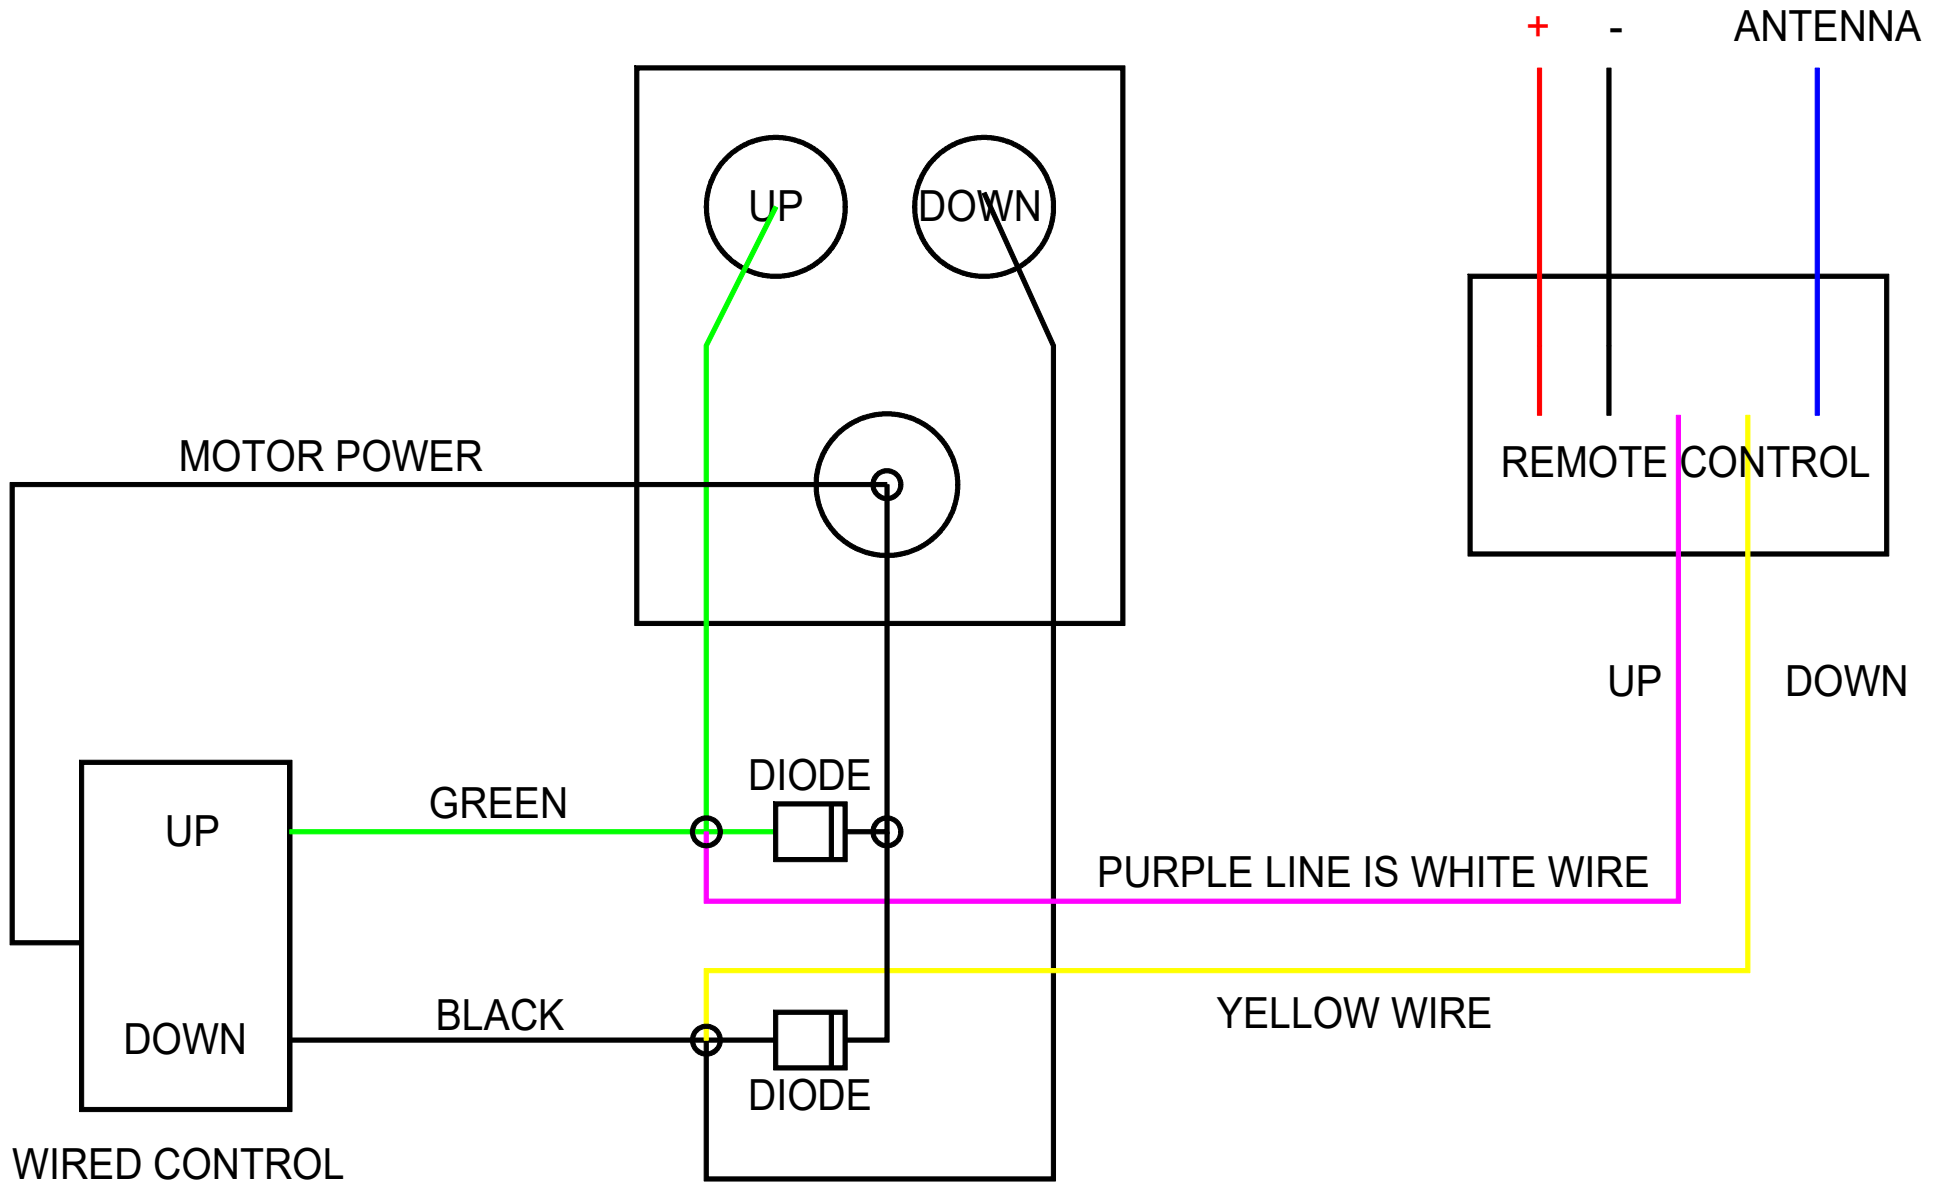 + - ANTENNA
UP DOWN
MOTOR POWER
REMOTE CONTROL
UP DOWN
DIODE
GREEN
UP
PURPLE LINE IS WHITE WIRE
BLACK
YELLOW WIRE
DOWN
DIODE
WIRED CONTROL